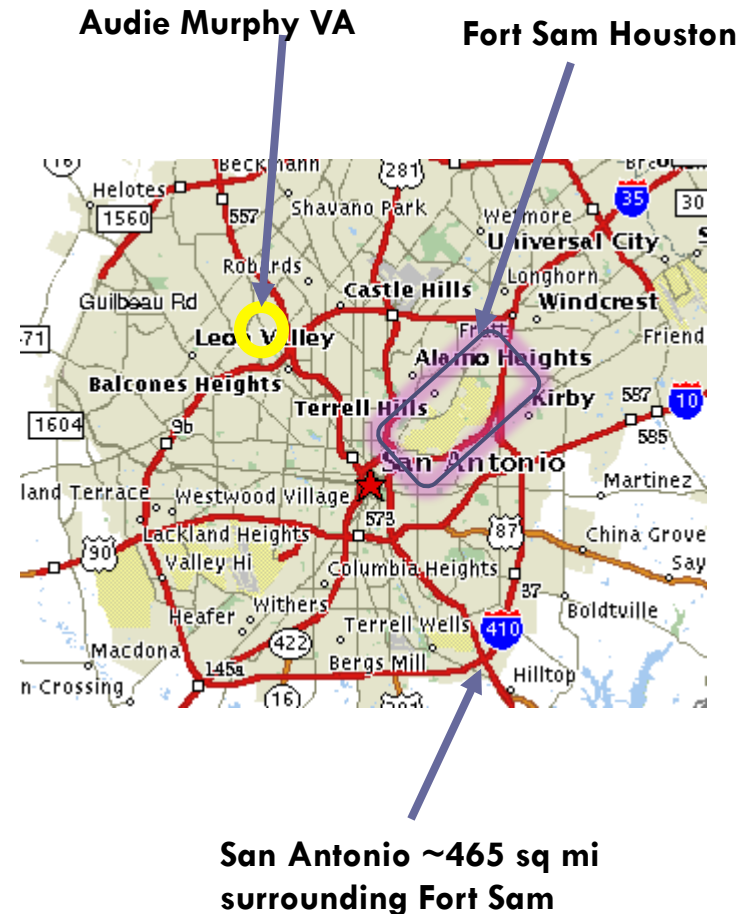 Audie Murphy VA
Fort Sam Houston
16
Beckmann
281
Helotes
35
30
1560
557
Shavano Park
Wetmore
Universal City
Robards
Longhorn
Castle Hills
Windcrest
Guilbeau Rd
Fratt
71
Leon Valley
Friend
Alamo Heights
Balcones Heights
Kirby
587
10
Terrell Hills
1604
9b
585
San Antonio
Martinez
land Terrace
Westwood Village
573
Lackland Heights
87
China Grove
90
Valley Hi
Columbia Heights
Say
37
Boldtville
Heafer
Withers
Terrell Wells
410
422
Macdona
Bergs Mill
145a
Hilltop
n Crossing
16
San Antonio ~465 sq mi
surrounding Fort Sam